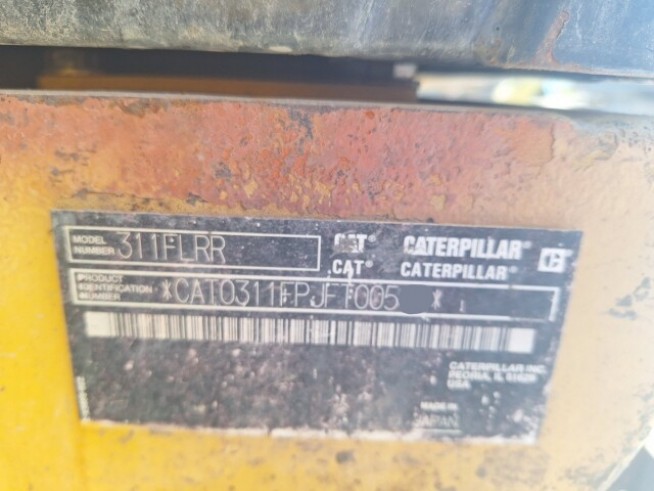 MODEL NUMBER 311FLRR
CAT® CATERPILLAR® C
CAT® CATERPILLAR®
PRODUCT IDENTIFICATION NUMBER *CAT0311FPJFT005 *
CATERPILLAR INC.
PEORIA, IL 61629
USA
MADE IN
JAPAN